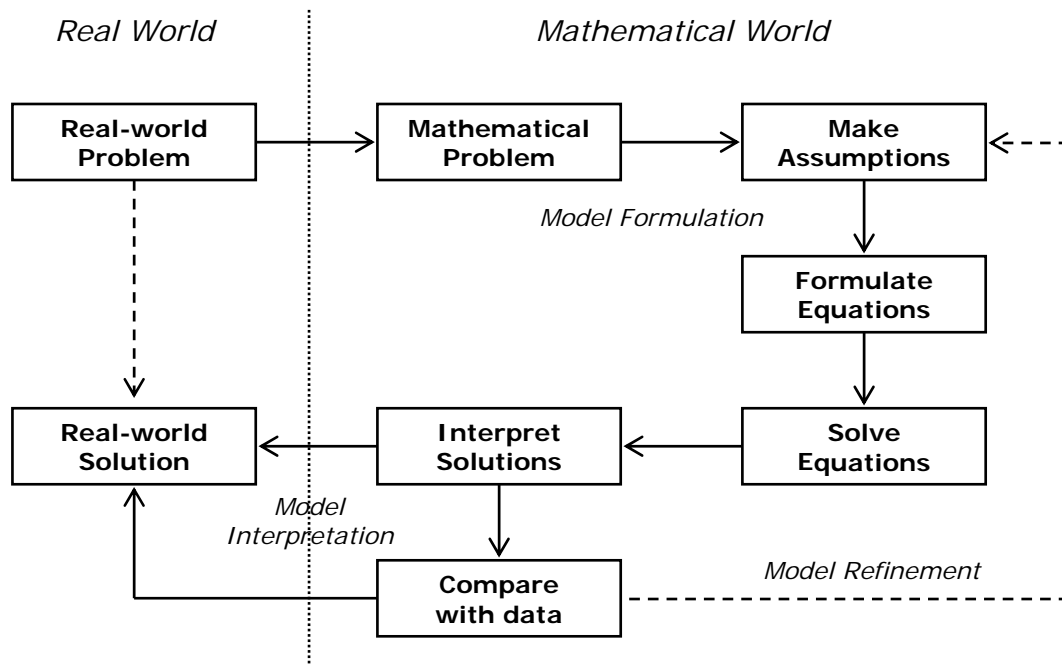 Real World
Mathematical World
Real-world
Problem
Mathematical
Problem
Make
Assumptions
Model Formulation
Formulate
Equations
Real-world
Solution
Interpret
Solutions
Solve
Equations
Model
Interpretation
Compare
with data
Model Refinement